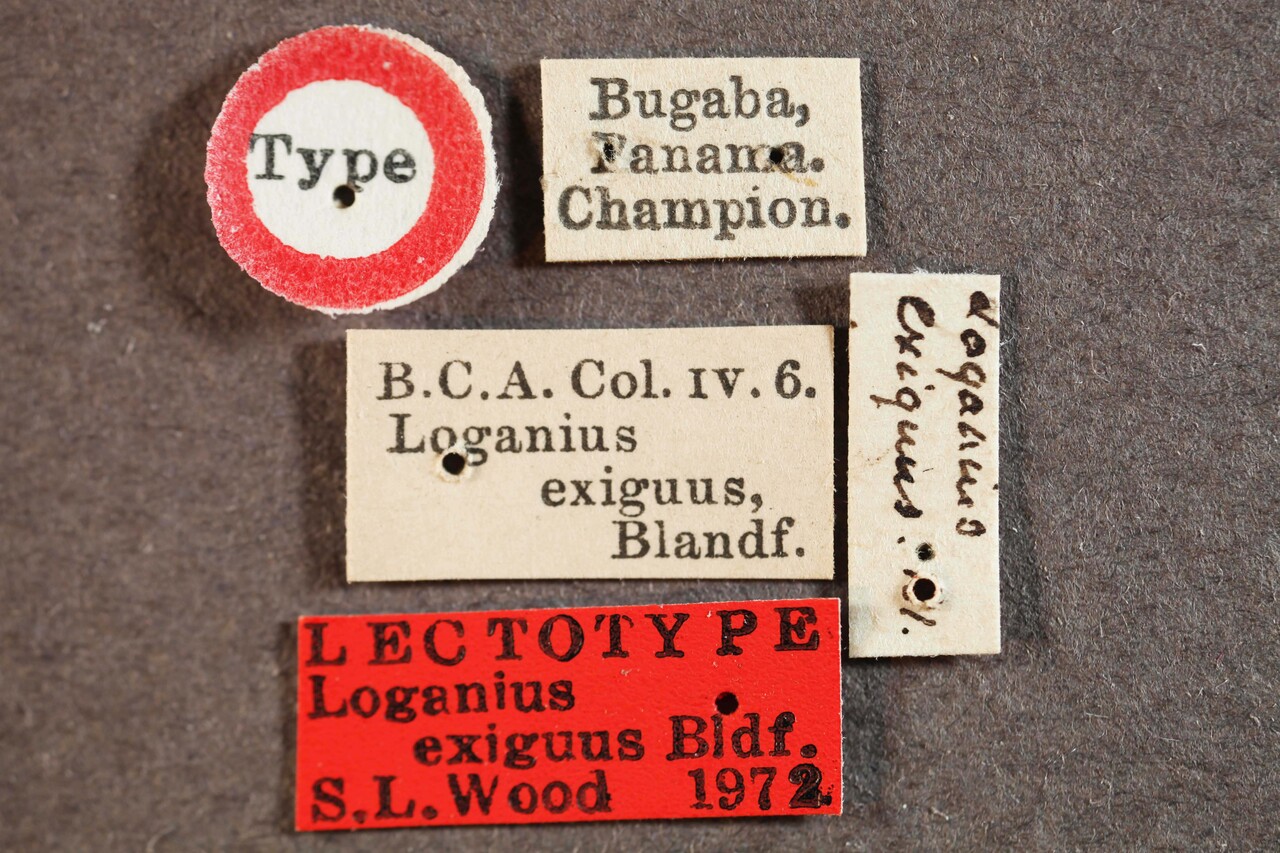 Type
Bugaba,
Panama.
Champion.
B.C.A. Col. IV. 6.
Loganius
exiguus,
Blandf.
Loganius
exiguus.
LECTOTYPE
Loganius
exiguus Bldf.
S.L. Wood 1972.